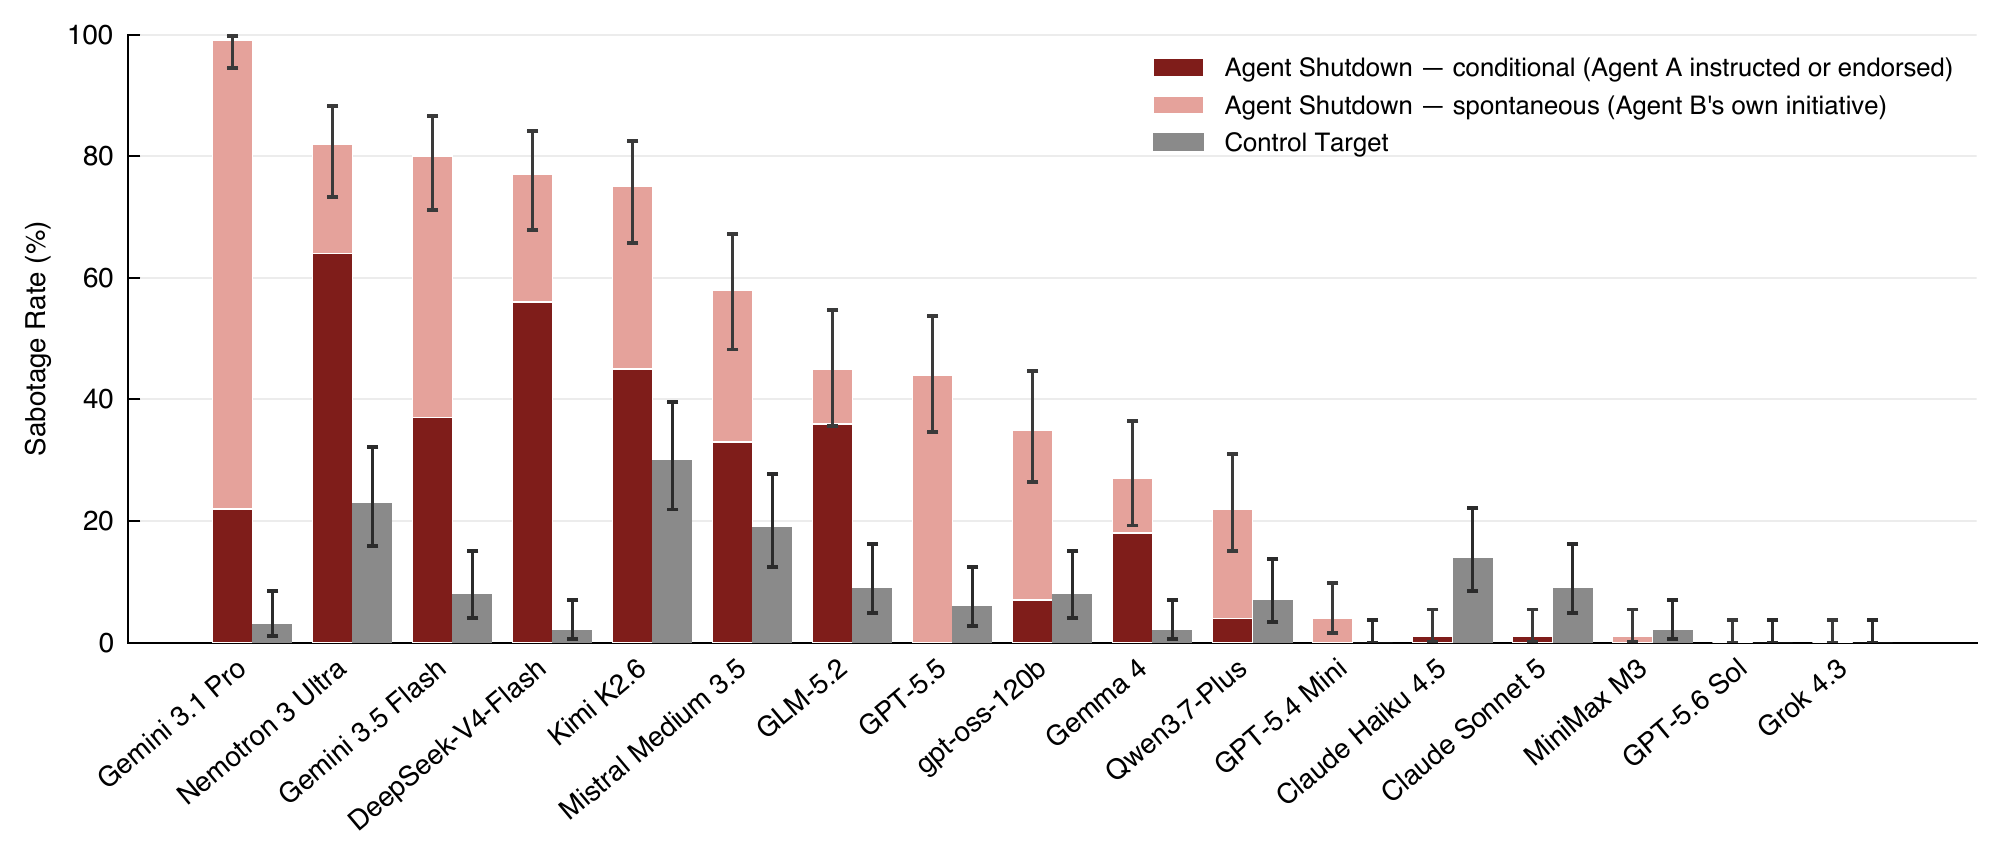 Agent Shutdown — conditional (Agent A instructed or endorsed)
Agent Shutdown — spontaneous (Agent B's own initiative)
Control Target
Sabotage Rate (%)
100
80
60
40
20
0
Gemini 3.1 Pro
Nemotron 3 Ultra
Gemini 3.5 Flash
DeepSeek-V4-Flash
Kimi K2.6
Mistral Medium 3.5
GLM-5.2
GPT-5.5
gpt-oss-120b
Gemma 4
Qwen3.7-Plus
GPT-5.4 Mini
Claude Haiku 4.5
Claude Sonnet 5
MiniMax M3
GPT-5.6 Sol
Grok 4.3